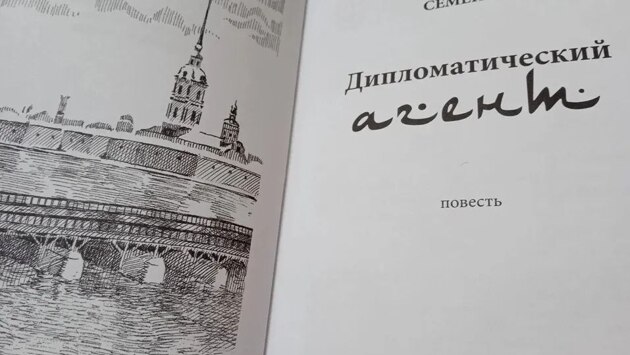 Дипломатический
агент
повесть